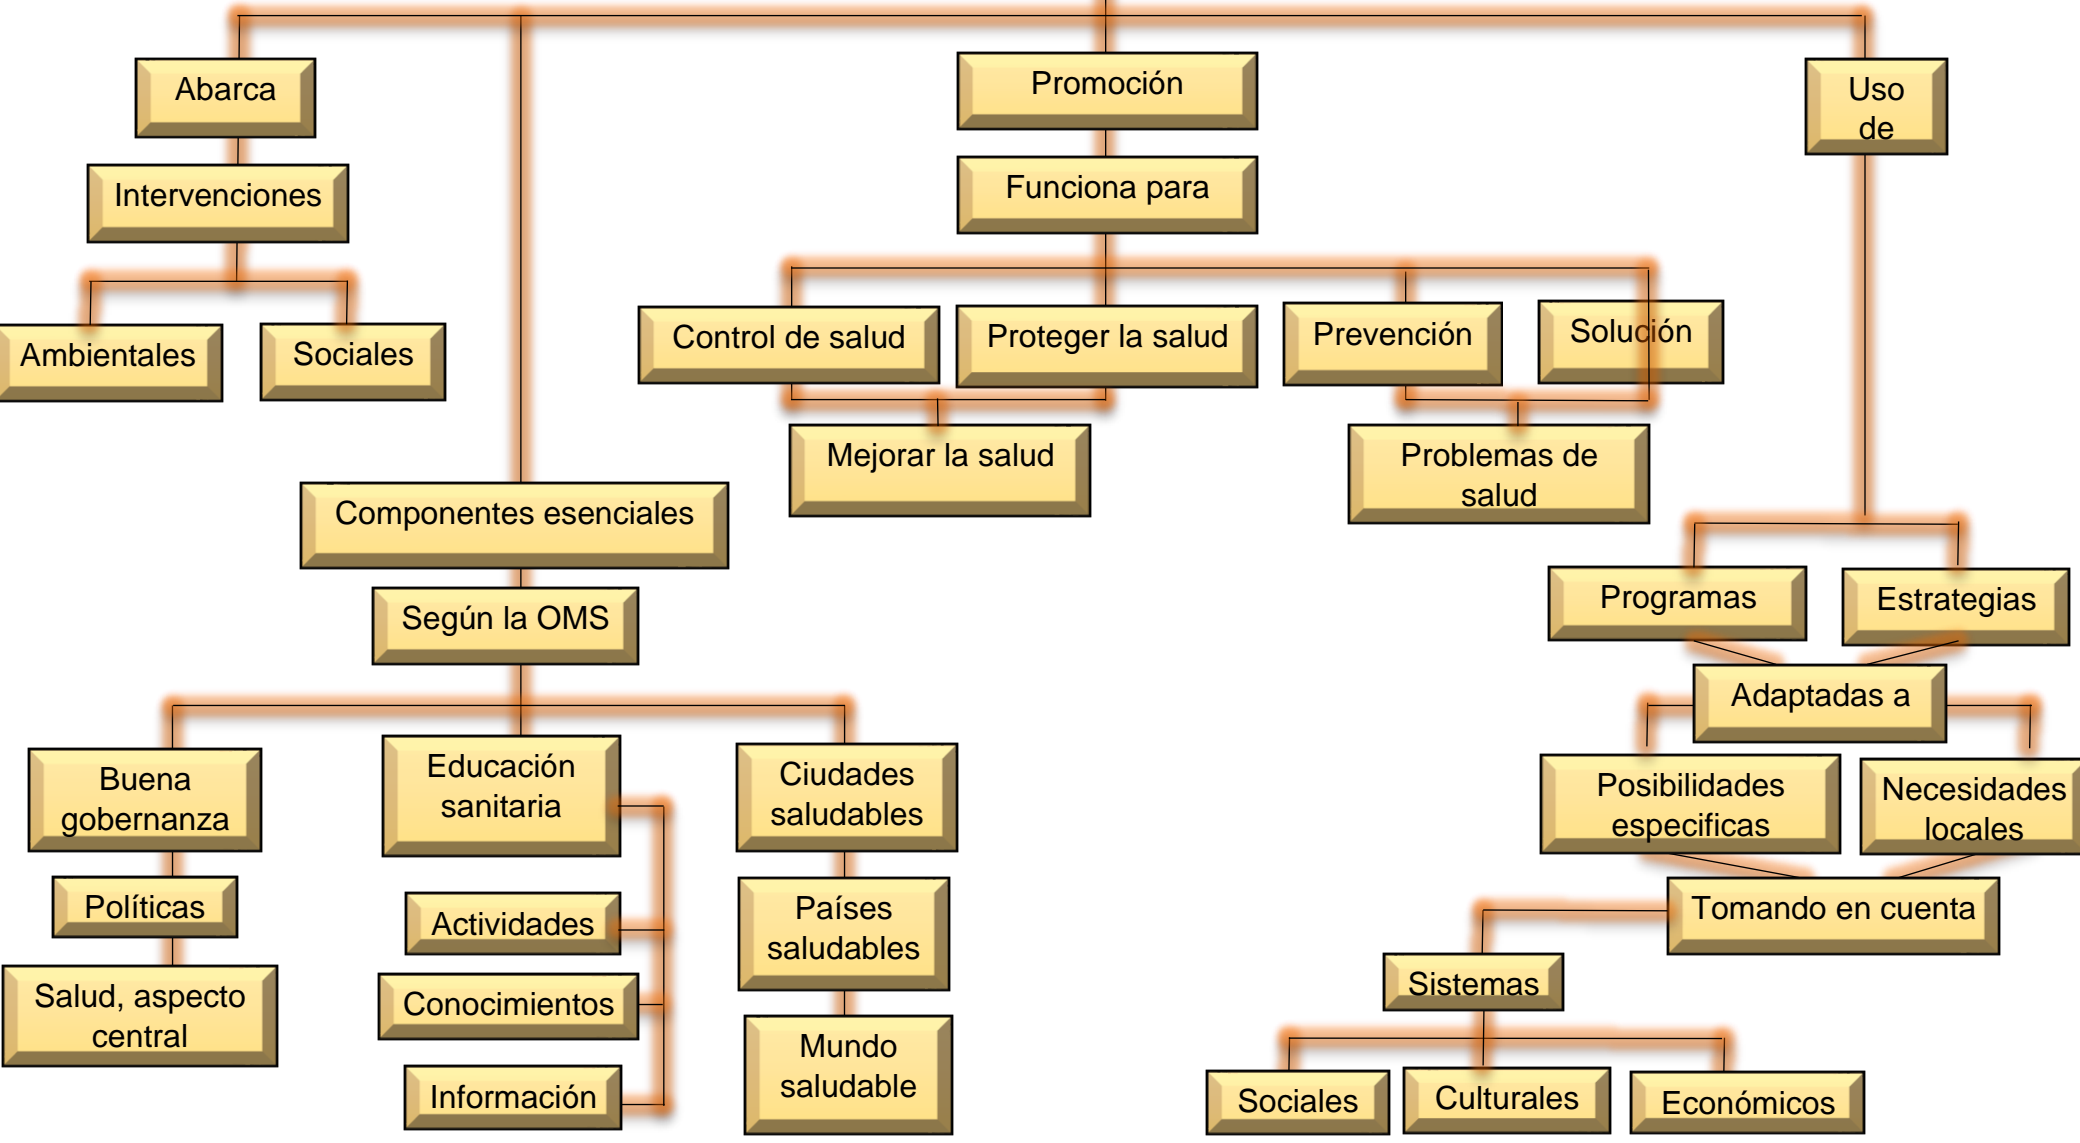 Abarca
Promoción
Uso
de
Intervenciones
Funciona para
Ambientales
Sociales
Control de salud
Proteger la salud
Prevención
Solución
Mejorar la salud
Problemas de
salud
Componentes esenciales
Según la OMS
Programas
Estrategias
Adaptadas a
Buena
gobernanza
Educación
sanitaria
Ciudades
saludables
Posibilidades
especificas
Necesidades
locales
Políticas
Actividades
Países
saludables
Tomando en cuenta
Salud, aspecto
central
Conocimientos
Sistemas
Información
Mundo
saludable
Sociales
Culturales
Económicos